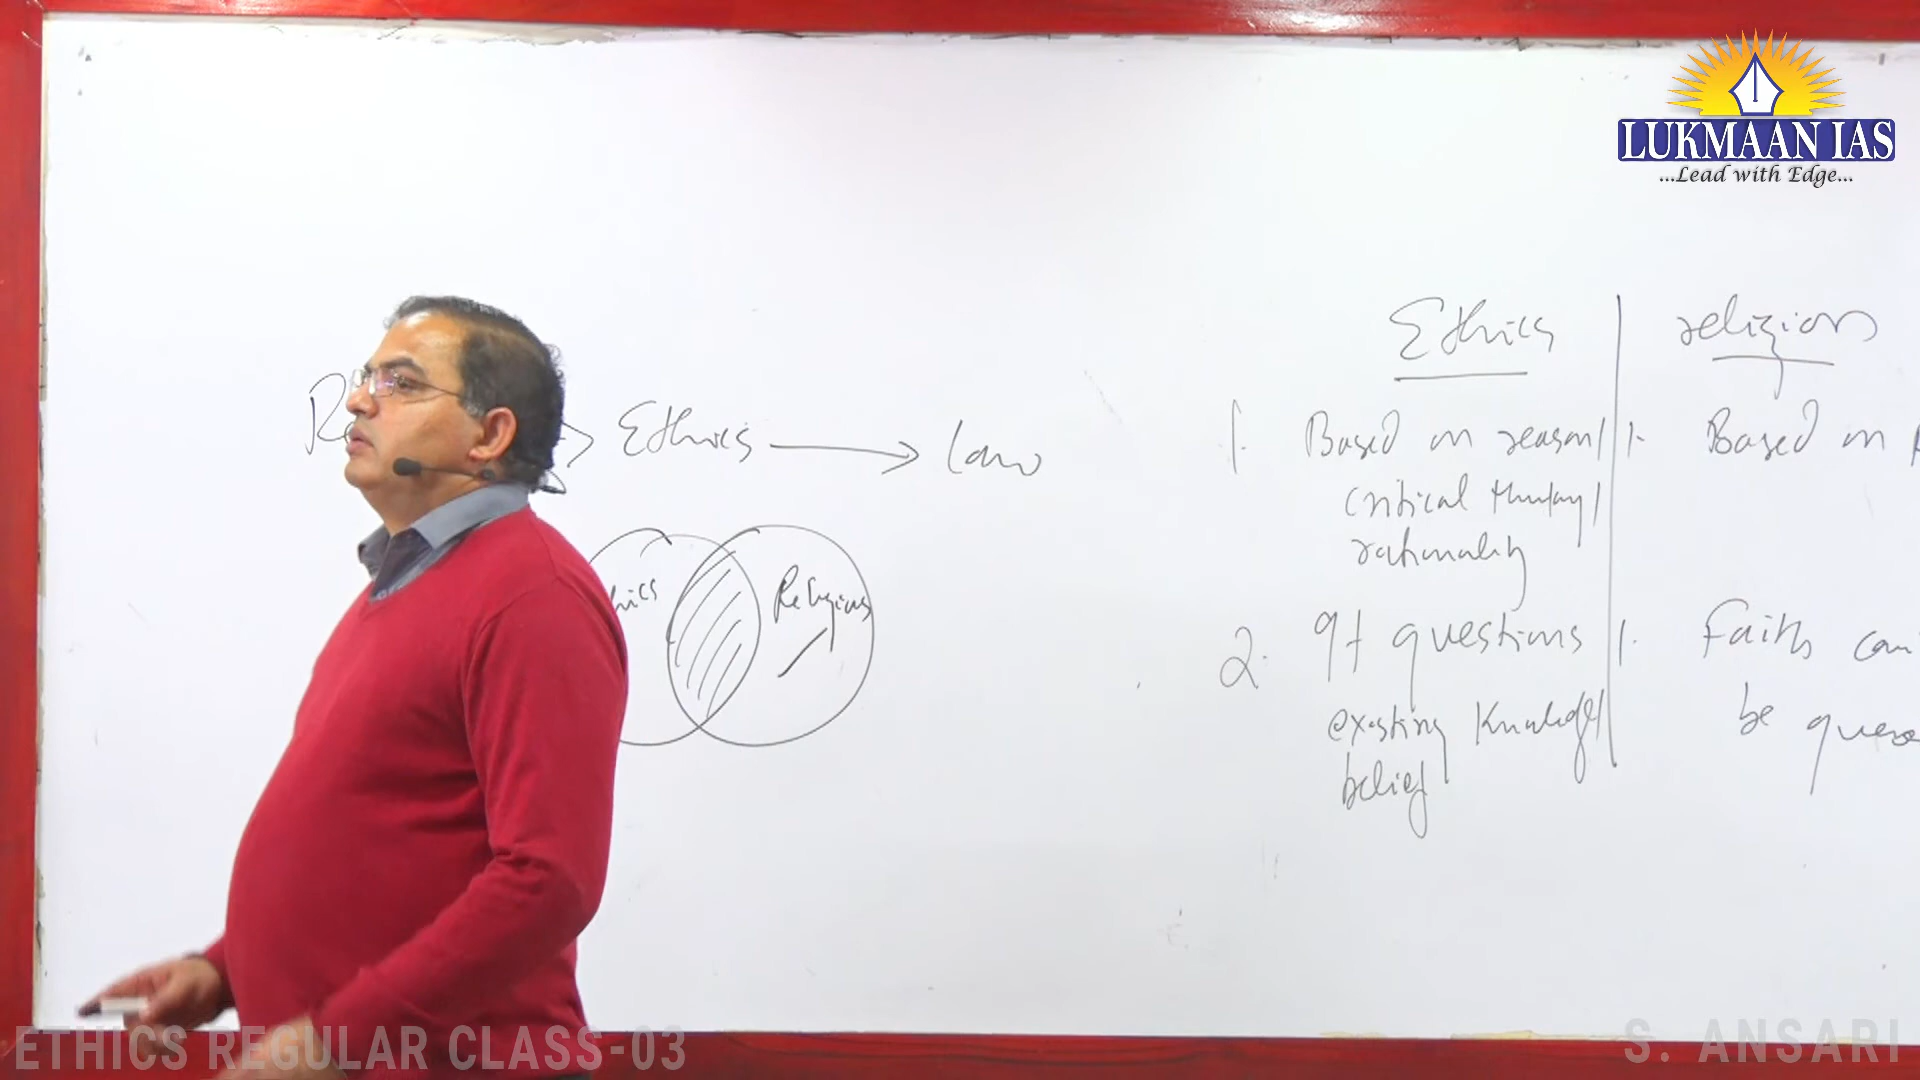 LUKMAAN IAS
...Lead with Edge...
Ethics religion
Ethics law
1. Based on reason/ 1. Based on
critical thinking/
rationality
Religion
2. It questions 1. Faith can
existing knowledge/ be
belief
ETHICS REGULAR CLASS-03
S. ANSARI